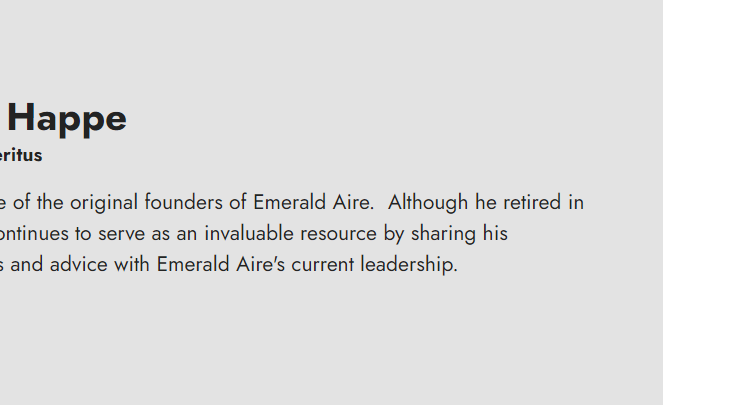 Happe
eritus
e of the original founders of Emerald Aire.  Although he retired in
ontinues to serve as an invaluable resource by sharing his
s and advice with Emerald Aire's current leadership.